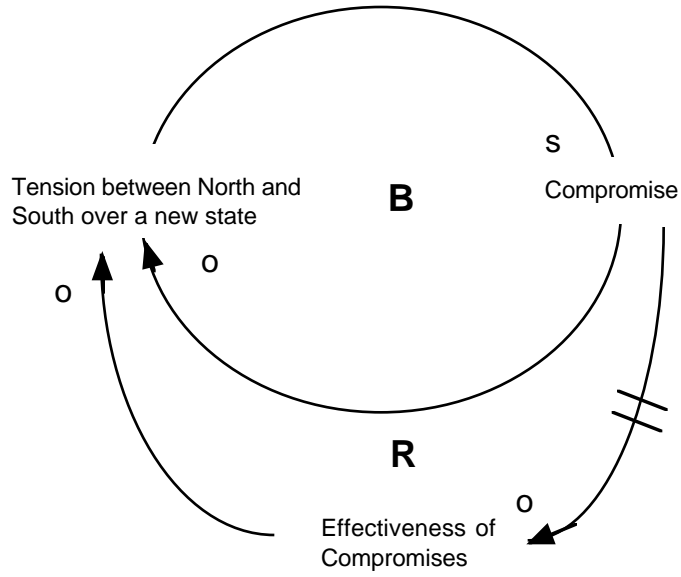 s
Tension between North and
South over a new state
B
Compromise
o
o
R
o
Effectiveness of
Compromises